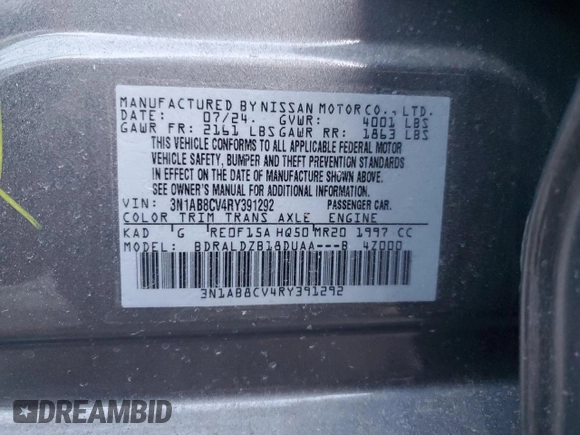 MANUFACTURED BY NISSAN MOTOR CO., LTD.
DATE: 07/24. GVWR: 4001 LBS
GAWR FR: 2161 LBS GAWR RR: 1863 LBS
THIS VEHICLE CONFORMS TO ALL APPLICABLE FEDERAL MOTOR
VEHICLE SAFETY, BUMPER AND THEFT PREVENTION STANDARDS
IN EFFECT ON THE DATE OF MANUFACTURE SHOWN ABOVE.
SEE OWNER'S MANUAL FOR ADDITIONAL INFORMATION.
VIN: 3N1AB8CV4RY391292 PASSENGER CAR.
COLOR TRIM TRANS AXLE ENGINE
KAD G RE0F15A HQ50 MR20 1997 CC
MODEL: BDRALDZB18DUAA---B 4Z000
3N1AB8CV4RY391292
DREAMBID